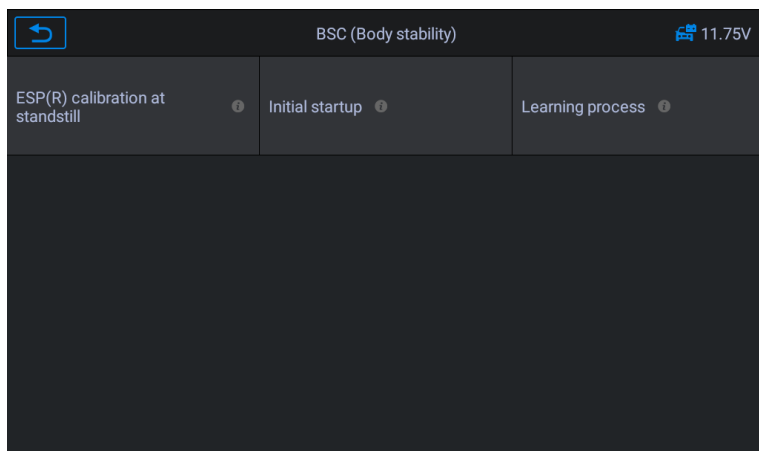 BSC (Body stability)
11.75V
ESP(R) calibration at
standstill
Initial startup
Learning process